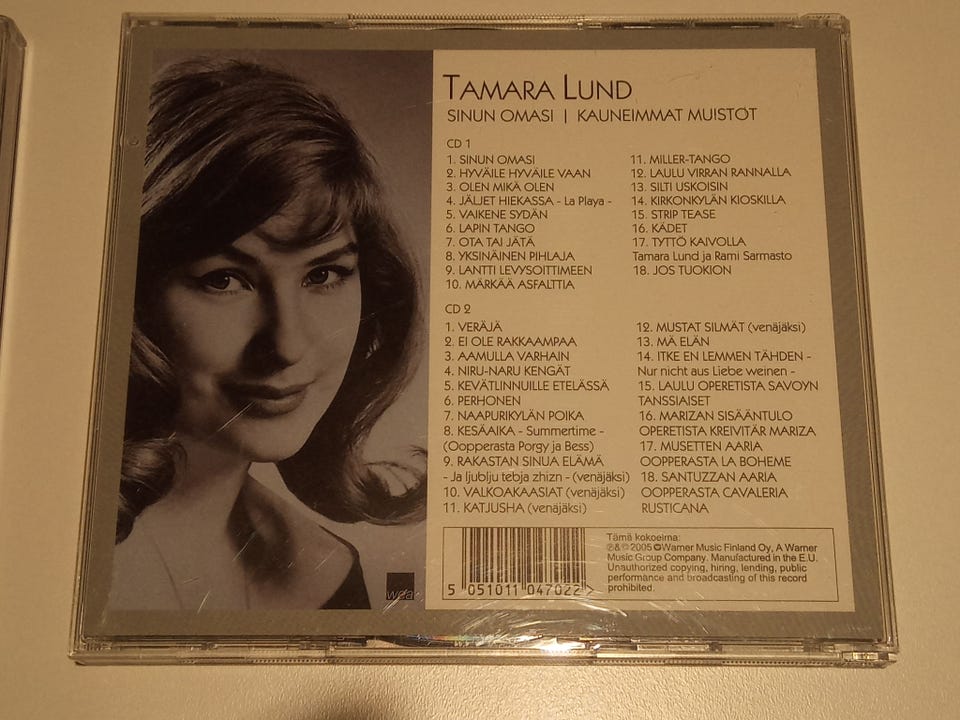 TAMARA LUND
SINUN OMASI | KAUNEIMMAT MUISTOT
CD 1
1. SINUN OMASI
2. HYVÄILE HYVÄILE VAAN
3. OLEN MIKÄ OLEN
4. JÄLJET HIEKASSA - La Playa -
5. VAIKENE SYDÄN
6. LAPIN TANGO
7. OTA TAI JÄTÄ
8. YKSINÄINEN PIHLAJA
9. LANTTI LEVYSOITTIMEEN
10. MÄRKÄÄ ASFALTTIA
11. MILLER-TANGO
12. LAULU VIRRAN RANNALLA
13. SILTI USKOISIN
14. KIRKONKYLÄN KIOSKILLA
15. STRIP TEASE
16. KÄDET
17. TYTTÖ KAIVOLLA
Tamara Lund ja Rami Sarmasto
18. JOS TUOKION
CD 2
1. VERÄJÄ
2. EI OLE RAKKAAMPAA
3. AAMULLA VARHAIN
4. NIRU-NARU KENGÄT
5. KEVÄTLINNUILLE ETELÄSSÄ
6. PERHONEN
7. NAAPURIKYLÄN POIKA
8. KESÄAIKA - Summertime -
(Oopperasta Porgy ja Bess)
9. RAKASTAN SINUA ELÄMÄ
- Ja ljublju tebja zhizn - (venäjäksi)
10. VALKOAKAASIAT (venäjäksi)
11. KATJUSHA (venäjäksi)
12. MUSTAT SILMÄT (venäjäksi)
13. MÄ ELÄN
14. ITKE EN LEMMEN TÄHDEN -
Nur nicht aus Liebe weinen -
15. LAULU OPERETISTA SAVOYN
TANSSIAISET
16. MARIZAN SISÄÄNTULO
OPERETISTA KREIVITÄR MARIZA
17. MUSETTEN AARIA
OOPPERASTA LA BOHEME
18. SANTUZZAN AARIA
OOPPERASTA CAVALERIA
RUSTICANA
wea
5 051011 047022 >
Tämä kokoelma:
℗&© 2005 Warner Music Finland Oy, A Warner
Music Group Company. Manufactured in the E.U.
Unauthorized copying, hiring, lending, public
performance and broadcasting of this record
prohibited.